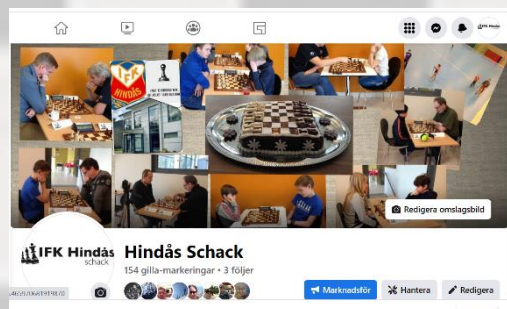 IFK
HINDÅS
Redigera omslagsbild
IFK Hindås
schack
Hindås Schack
154 gilla-markeringar • 3 följer
Marknadsför
Hantera
Redigera